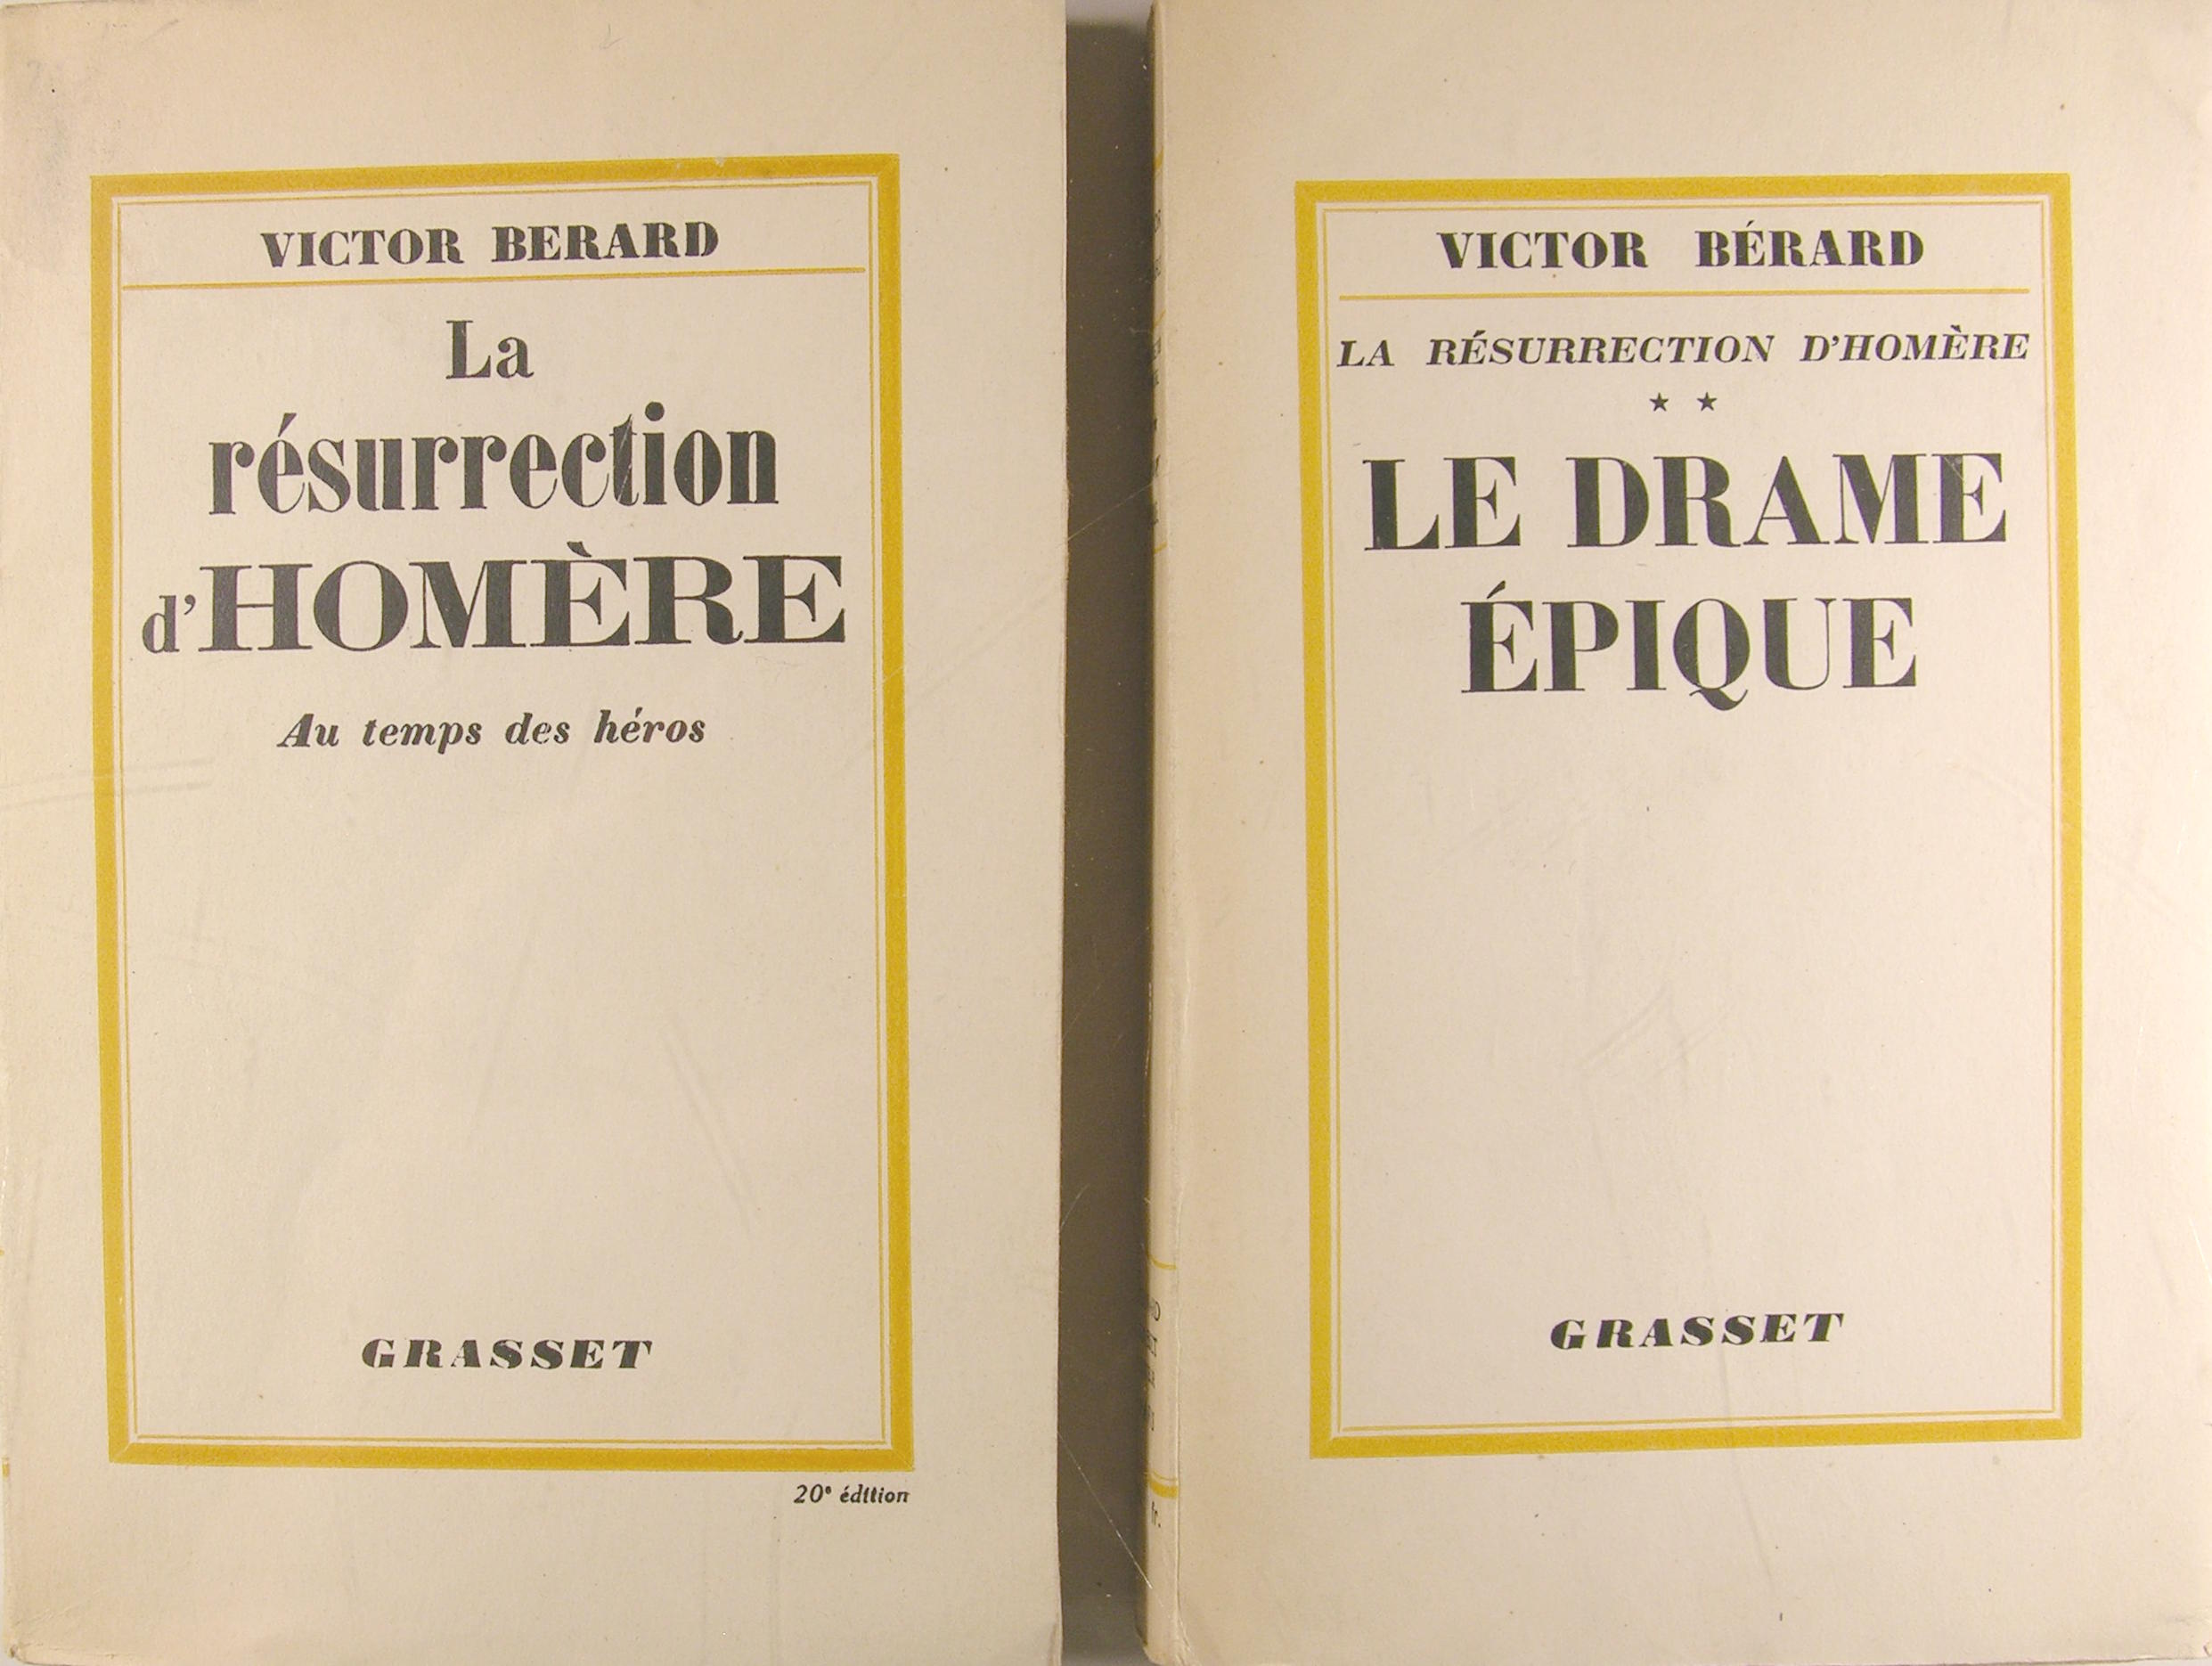 VICTOR BERARD
La
résurrection
d'HOMÈRE
Au temps des héros
GRASSET
20e édition
VICTOR BÉRARD
LA RÉSURRECTION D'HOMÈRE
★ ★
LE DRAME
ÉPIQUE
GRASSET
fr.